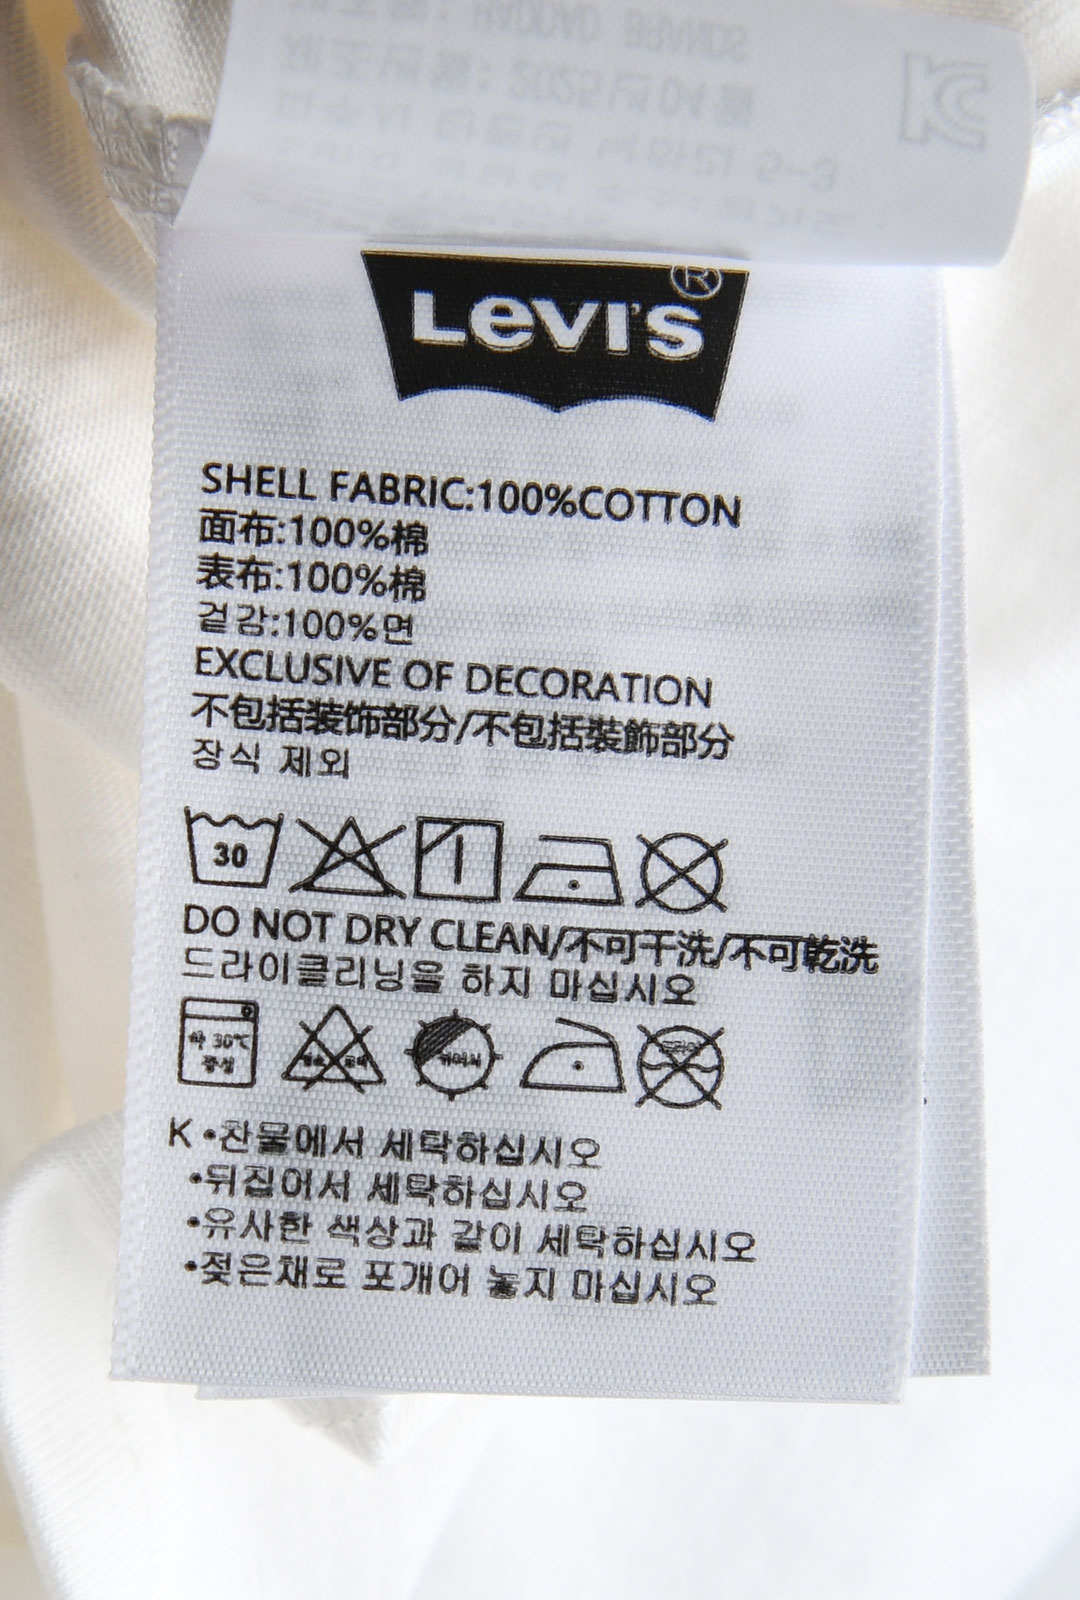 LEVI'S®
SHELL FABRIC:100%COTTON
面布:100%棉
表布:100%棉
겉감:100%면
EXCLUSIVE OF DECORATION
不包括装饰部分/不包括裝飾部分
장식 제외
30
DO NOT DRY CLEAN/不可干洗/不可乾洗
드라이클리닝을 하지 마십시오
약 30℃
중성
K •찬물에서 세탁하십시오
•뒤집어서 세탁하십시오
•유사한 색상과 같이 세탁하십시오
•젖은채로 포개어 놓지 마십시오